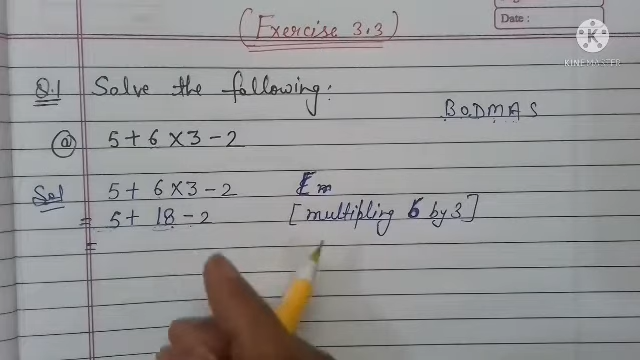 (Exercise 3.3)
Date :
KINEMASTER
Q.1 Solve the following:
BODMAS
(a) 5 + 6 × 3 - 2
Sol 5 + 6 × 3 - 2
= 5 + 18 - 2 [multipling 6 by 3]
=